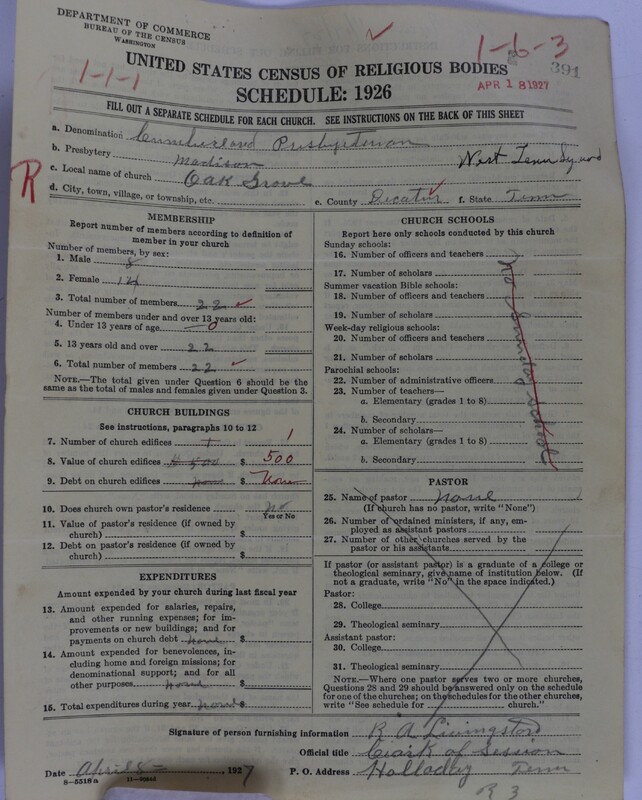 DEPARTMENT OF COMMERCE
BUREAU OF THE CENSUS
WASHINGTON
1-6-3
391
APR 18 1927
1-1-1
UNITED STATES CENSUS OF RELIGIOUS BODIES
SCHEDULE: 1926
FILL OUT A SEPARATE SCHEDULE FOR EACH CHURCH. SEE INSTRUCTIONS ON THE BACK OF THIS SHEET
a. Denomination Cumberland Presbyterian
b. Presbytery Madison West Tenn Synod
R
c. Local name of church Oak Grove
d. City, town, village, or township, etc. e. County Decatur f. State Tenn
MEMBERSHIP
Report number of members according to definition of
member in your church
Number of members, by sex:
1. Male 8
2. Female 14
3. Total number of members 22
Number of members under and over 13 years old:
4. Under 13 years of age 0
5. 13 years old and over 22
6. Total number of members 22
NOTE.—The total given under Question 6 should be
the same as the total of males and females given under Question 3.
CHURCH BUILDINGS
See instructions, paragraphs 10 to 12
7. Number of church edifices 1 1
8. Value of church edifices $500 $ 500
9. Debt on church edifices none $ None
10. Does church own pastor's residence no
Yes or No
11. Value of pastor's residence (if owned by
church) $
12. Debt on pastor's residence (if owned by
church) $
EXPENDITURES
Amount expended by your church during last fiscal year
13. Amount expended for salaries, repairs,
and other running expenses; for im-
provements or new buildings; and for
payments on church debt none $
14. Amount expended for benevolences, in-
cluding home and foreign missions; for
denominational support; and for all
other purposes none $
15. Total expenditures during year none $
CHURCH SCHOOLS
Report here only schools conducted by this church
Sunday schools:
16. Number of officers and teachers
17. Number of scholars
Summer vacation Bible schools:
18. Number of officers and teachers
19. Number of scholars
Week-day religious schools:
20. Number of officers and teachers
21. Number of scholars
Parochial schools:
22. Number of administrative officers
23. Number of teachers—
a. Elementary (grades 1 to 8)
b. Secondary
24. Number of scholars—
a. Elementary (grades 1 to 8)
b. Secondary
No Sunday School
PASTOR
25. Name of pastor none
(If church has no pastor, write "None")
26. Number of ordained ministers, if any, em-
ployed as assistant pastors
27. Number of other churches served by the
pastor or his assistants
If pastor (or assistant pastor) is a graduate of a college or
theological seminary, give name of institution below. (If
not a graduate, write "No" in the space indicated.)
Pastor:
28. College
29. Theological seminary
Assistant pastor:
30. College
31. Theological seminary
NOTE.—Where one pastor serves two or more churches,
Questions 28 and 29 should be answered only on the schedule
for one of the churches; on schedules for the other churches,
write "See schedule for church."
Signature of person furnishing information R A Livingston
Official title Clark of Session
Date April 8, 1927 P. O. Address Holladay Tenn
8-5518a
R 3